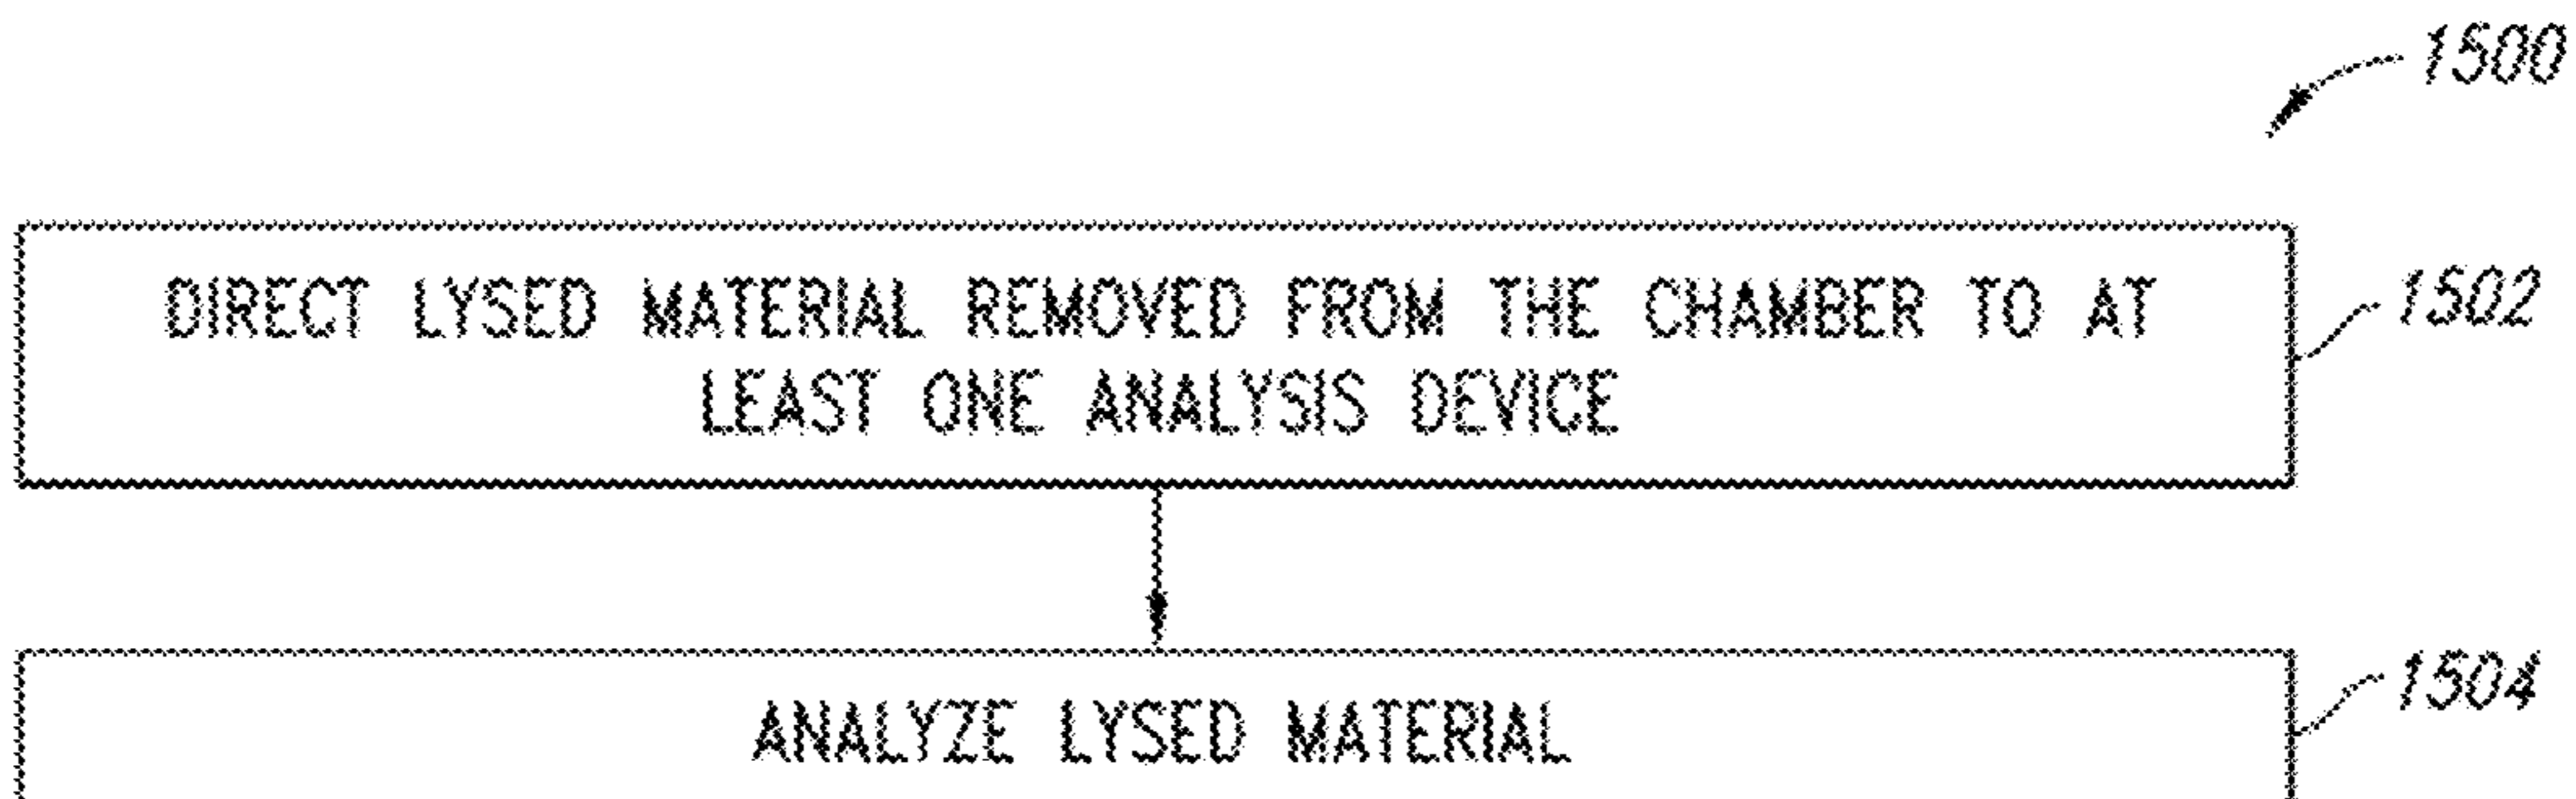 1500
DIRECT LYSED MATERIAL REMOVED FROM THE CHAMBER TO AT
LEAST ONE ANALYSIS DEVICE
1502
ANALYZE LYSED MATERIAL
1504